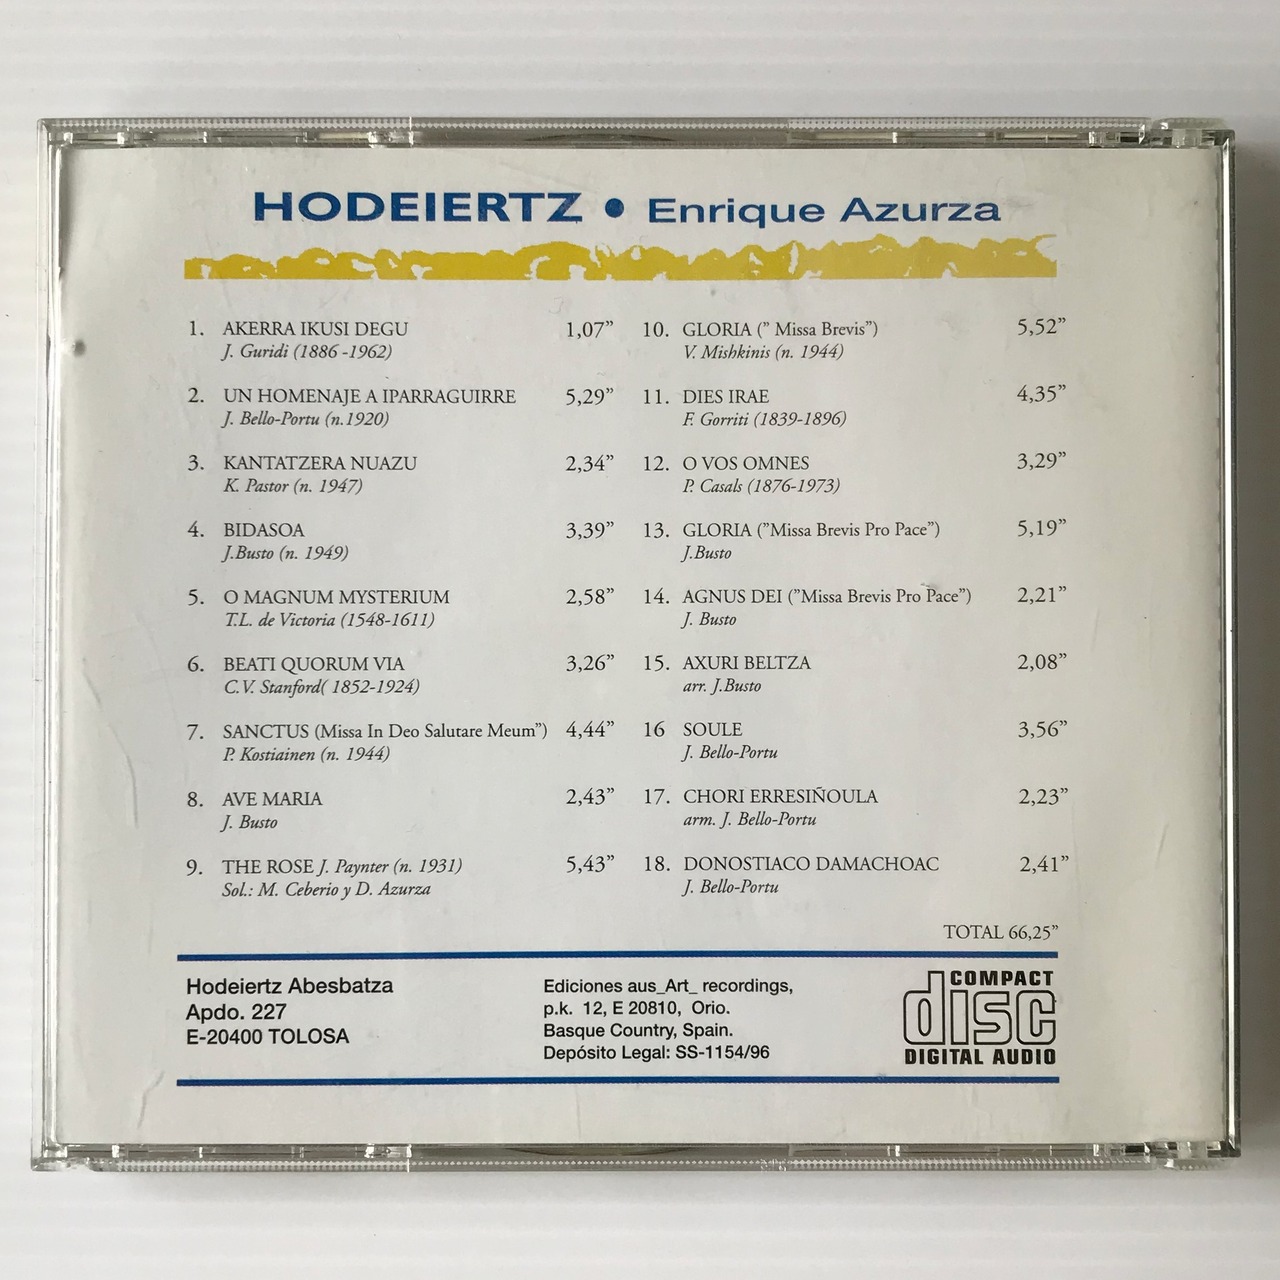 HODEIERTZ • Enrique Azurza
1. AKERRA IKUSI DEGU 1,07”
J. Guridi (1886 -1962)
2. UN HOMENAJE A IPARRAGUIRRE 5,29”
J. Bello-Portu (n.1920)
3. KANTATZERA NUAZU 2,34”
K. Pastor (n. 1947)
4. BIDASOA 3,39”
J.Busto (n. 1949)
5. O MAGNUM MYSTERIUM 2,58”
T.L. de Victoria (1548-1611)
6. BEATI QUORUM VIA 3,26”
C.V. Stanford( 1852-1924)
7. SANCTUS (Missa In Deo Salutare Meum”) 4,44”
P. Kostiainen (n. 1944)
8. AVE MARIA 2,43”
J. Busto
9. THE ROSE J. Paynter (n. 1931) 5,43”
Sol.: M. Ceberio y D. Azurza
10. GLORIA (” Missa Brevis”) 5,52”
V. Mishkinis (n. 1944)
11. DIES IRAE 4,35”
F. Gorriti (1839-1896)
12. O VOS OMNES 3,29”
P. Casals (1876-1973)
13. GLORIA (”Missa Brevis Pro Pace”) 5,19”
J.Busto
14. AGNUS DEI (”Missa Brevis Pro Pace”) 2,21”
J. Busto
15. AXURI BELTZA 2,08”
arr. J.Busto
16 SOULE 3,56”
J. Bello-Portu
17. CHORI ERRESIÑOULA 2,23”
arm. J. Bello-Portu
18. DONOSTIACO DAMACHOAC 2,41”
J. Bello-Portu
TOTAL 66,25”
Hodeiertz Abesbatza
Apdo. 227
E-20400 TOLOSA
Ediciones aus_Art_ recordings,
p.k. 12, E 20810, Orio.
Basque Country, Spain.
Depósito Legal: SS-1154/96
COMPACT
disc
DIGITAL AUDIO